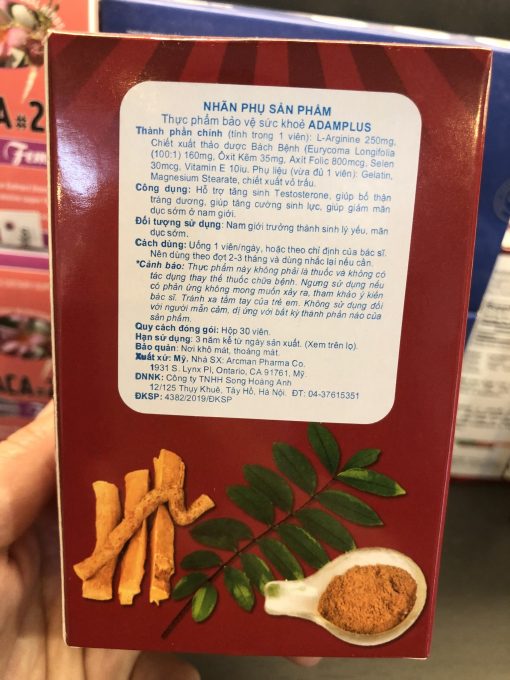 NHÃN PHỤ SẢN PHẨM
Thực phẩm bảo vệ sức khoẻ ADAMPLUS
Thành phần chính (tính trong 1 viên): L-Arginine 250mg,
Chiết xuất thảo dược Bách Bệnh (Eurycoma Longifolia
(100:1) 160mg, Ôxit Kẽm 35mg, Axít Folic 800mcg, Selen
30mcg, Vitamin E 10iu. Phụ liệu (vừa đủ 1 viên): Gelatin,
Magnesium Stearate, chiết xuất vỏ trấu.
Công dụng: Hỗ trợ tăng sinh Testosterone, giúp bổ thận
tráng dương, giúp tăng cường sinh lực, giúp giảm mãn
dục sớm ở nam giới.
Đối tượng sử dụng: Nam giới trưởng thành sinh lý yếu, mãn
dục sớm.
Cách dùng: Uống 1 viên/ngày, hoặc theo chỉ định của bác sĩ.
Nên dùng theo đợt 2-3 tháng và dùng nhắc lại nếu cần.
*Cảnh báo: Thực phẩm này không phải là thuốc và không có
tác dụng thay thế thuốc chữa bệnh. Ngưng sử dụng nếu
có phản ứng không mong muốn xảy ra, tham khảo ý kiến
bác sĩ. Tránh xa tầm tay của trẻ em. Không sử dụng đối
với người mẫn cảm, dị ứng với bất kỳ thành phần nào của
sản phẩm.
Quy cách đóng gói: Hộp 30 viên.
Hạn sử dụng: 3 năm kể từ ngày sản xuất. (Xem trên lọ).
Bảo quản: Nơi khô mát, thoáng mát.
Xuất xứ: Mỹ. Nhà SX: Arcman Pharma Co.
1931 S. Lynx Pl, Ontario, CA 91761, Mỹ.
ĐNNK: Công ty TNHH Song Hoàng Anh
12/125 Thụy Khuê, Tây Hồ, Hà Nội. ĐT: 04-37615351
ĐKSP: 4382/2019/ĐKSP